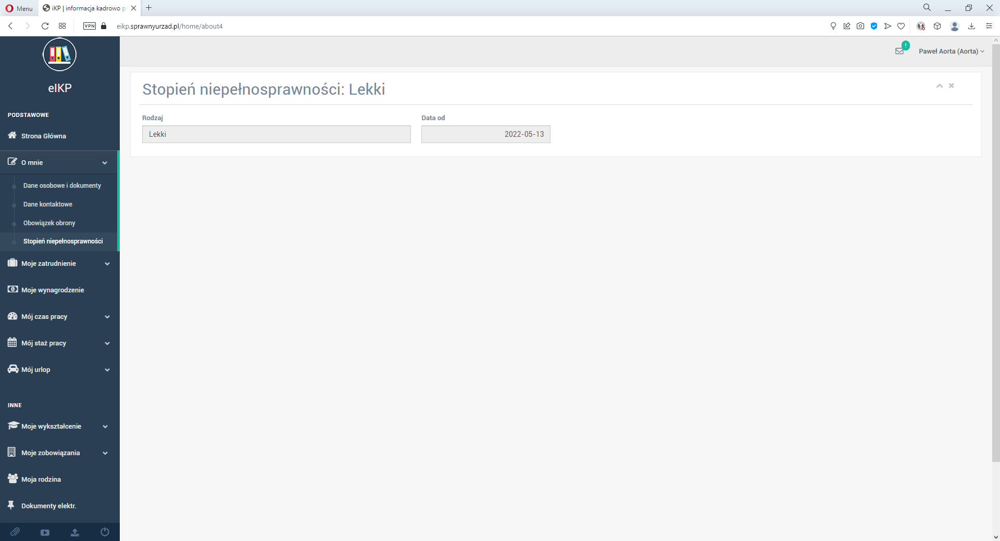 Menu
iKP | informacja kadrowo p
VPN
eikp.sprawnyurzad.pl/home/about4
eIKP
PODSTAWOWE
Strona Główna
O mnie
Dane osobowe i dokumenty
Dane kontaktowe
Obowiązek obrony
Stopień niepełnosprawności
Moje zatrudnienie
Moje wynagrodzenie
Mój czas pracy
Mój staż pracy
Mój urlop
INNE
Moje wykształcenie
Moje zobowiązania
Moja rodzina
Dokumenty elektr.
!
Paweł Aorta (Aorta)
Stopień niepełnosprawności: Lekki
Rodzaj
Data od
Lekki
2022-05-13